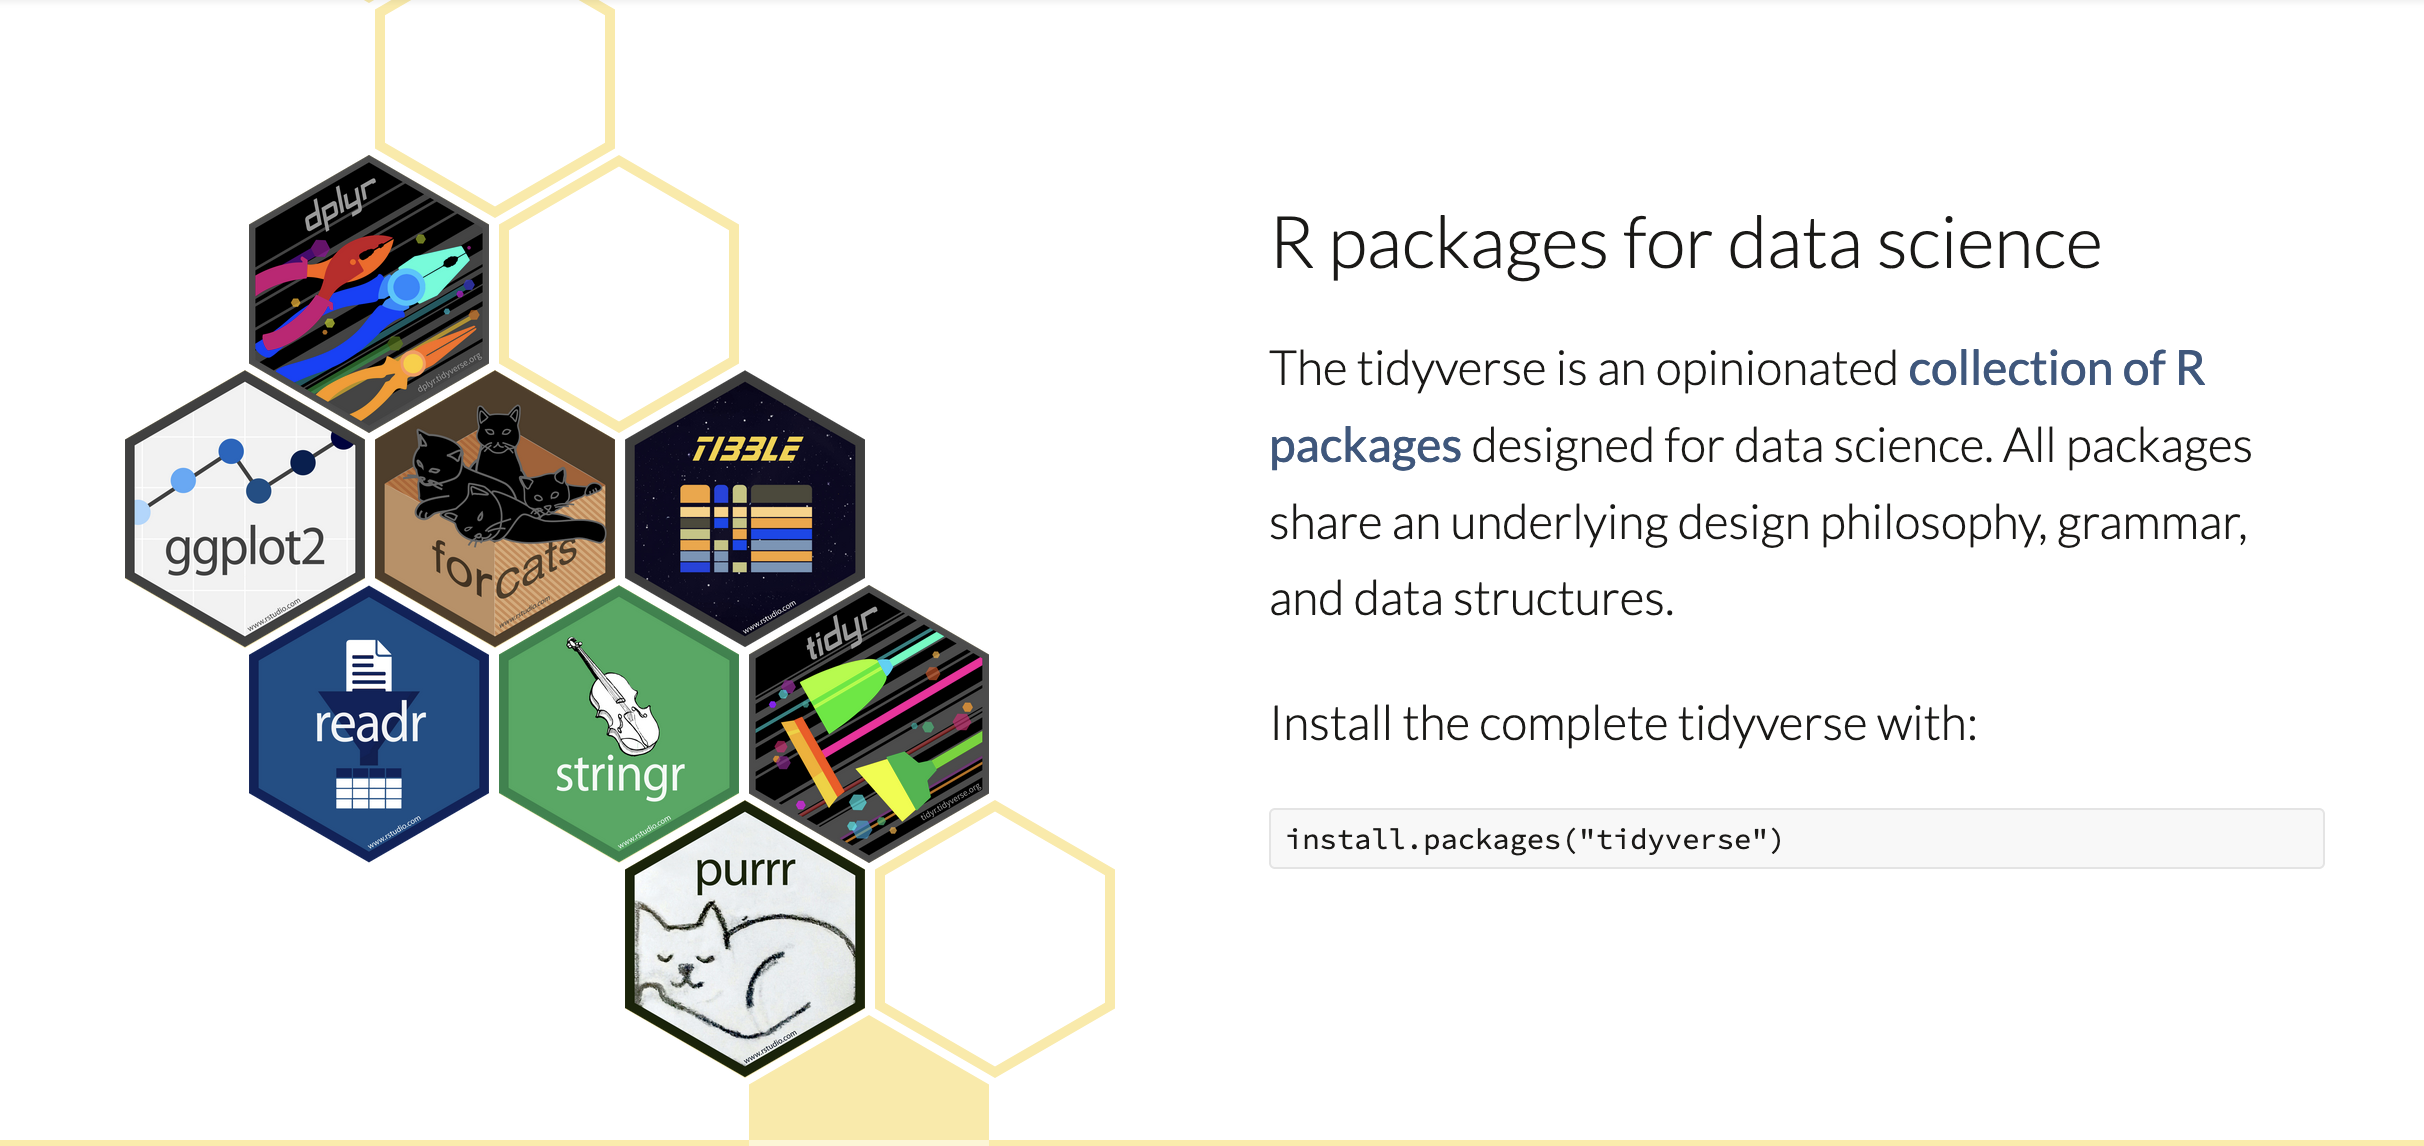 dplyr
dplyr.tidyverse.org
ggplot2
www.rstudio.com
forcats
www.rstudio.com
TIBBLE
www.rstudio.com
readr
www.rstudio.com
stringr
www.rstudio.com
tidyr
tidyr.tidyverse.org
purrr
www.rstudio.com
R packages for data science
The tidyverse is an opinionated collection of R
packages designed for data science. All packages
share an underlying design philosophy, grammar,
and data structures.
Install the complete tidyverse with:
install.packages("tidyverse")